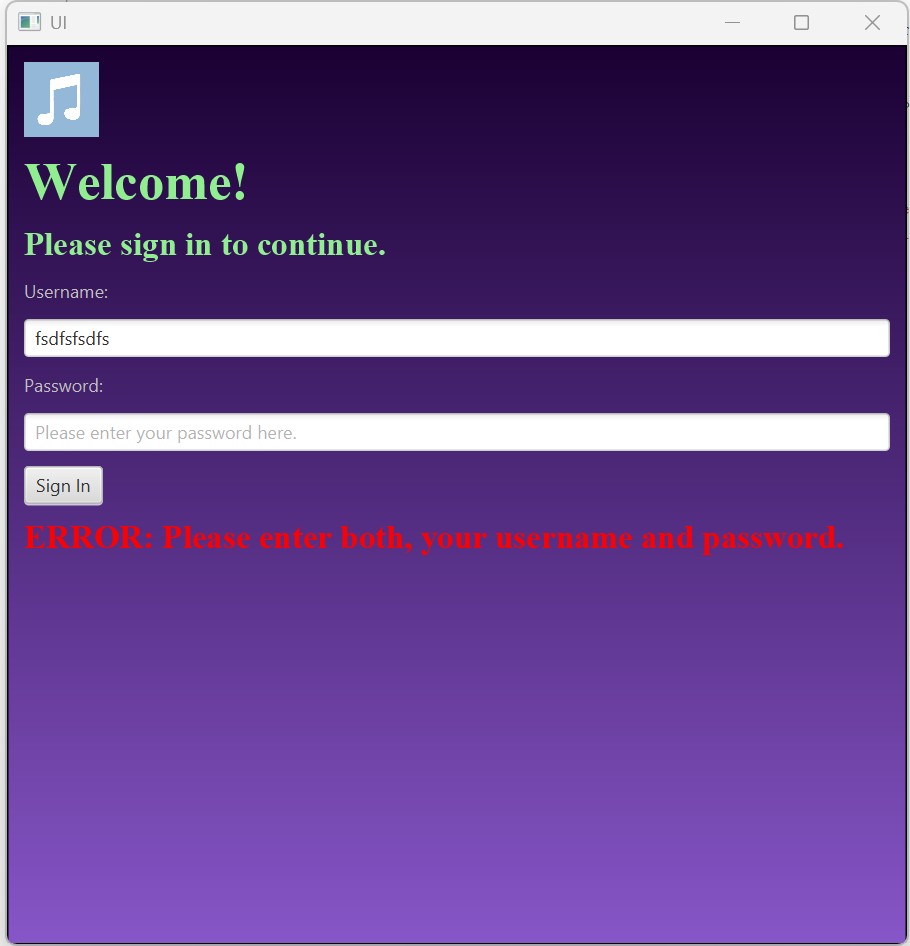 UI
Welcome!
Please sign in to continue.
Username:
fsdfsfsdfs
Password:
Please enter your password here.
Sign In
ERROR: Please enter both, your username and password.